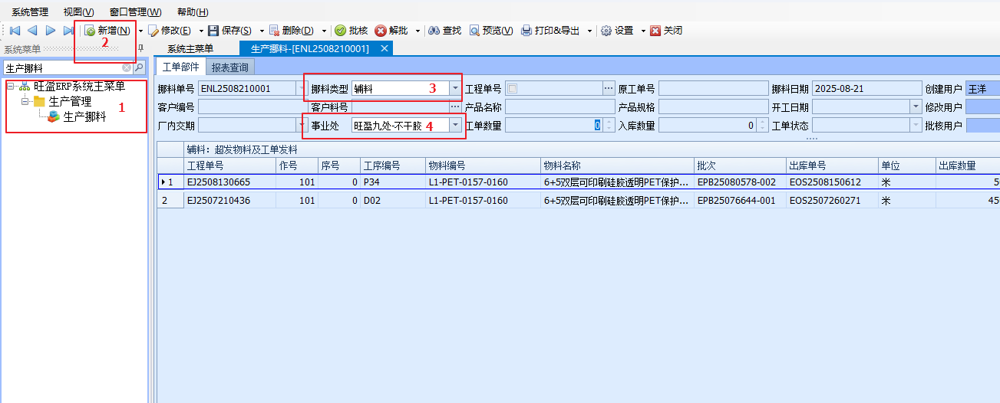 系统管理 视图(V) 窗口管理(W) 帮助(H)
新增(N) 修改(E) 保存(S) 删除(D) 批核 解批 查找 预览(V) 打印&导出 设置 关闭
2
系统菜单 系统主菜单 生产挪料-[ENL2508210001]
生产挪料 工单部件 报表查询
旺盈ERP系统主菜单
生产管理
生产挪料
1
挪料单号 ENL2508210001 挪料类型 辅料 3 工程单号 原工单号 挪料日期 2025-08-21 创建用户 王洋
客户编号 客户料号 产品名称 产品规格 开工日期 修改用户
厂内交期 事业处 旺盈九处-不干胶 4 工单数量 0 入库数量 0 工单状态 批核用户
辅料：超发物料及工单发料
工程单号 作号 序号 工序编号 物料编号 物料名称 批次 出库单号 单位 出库数量
1 EJ2508130665 101 0 P34 L1-PET-0157-0160 6+5双层可印刷硅胶透明PET保护... EPB25080578-002 EOS2508150612 米 5
2 EJ2507210436 101 0 D02 L1-PET-0157-0160 6+5双层可印刷硅胶透明PET保护... EPB25076644-001 EOS2507260271 米 45